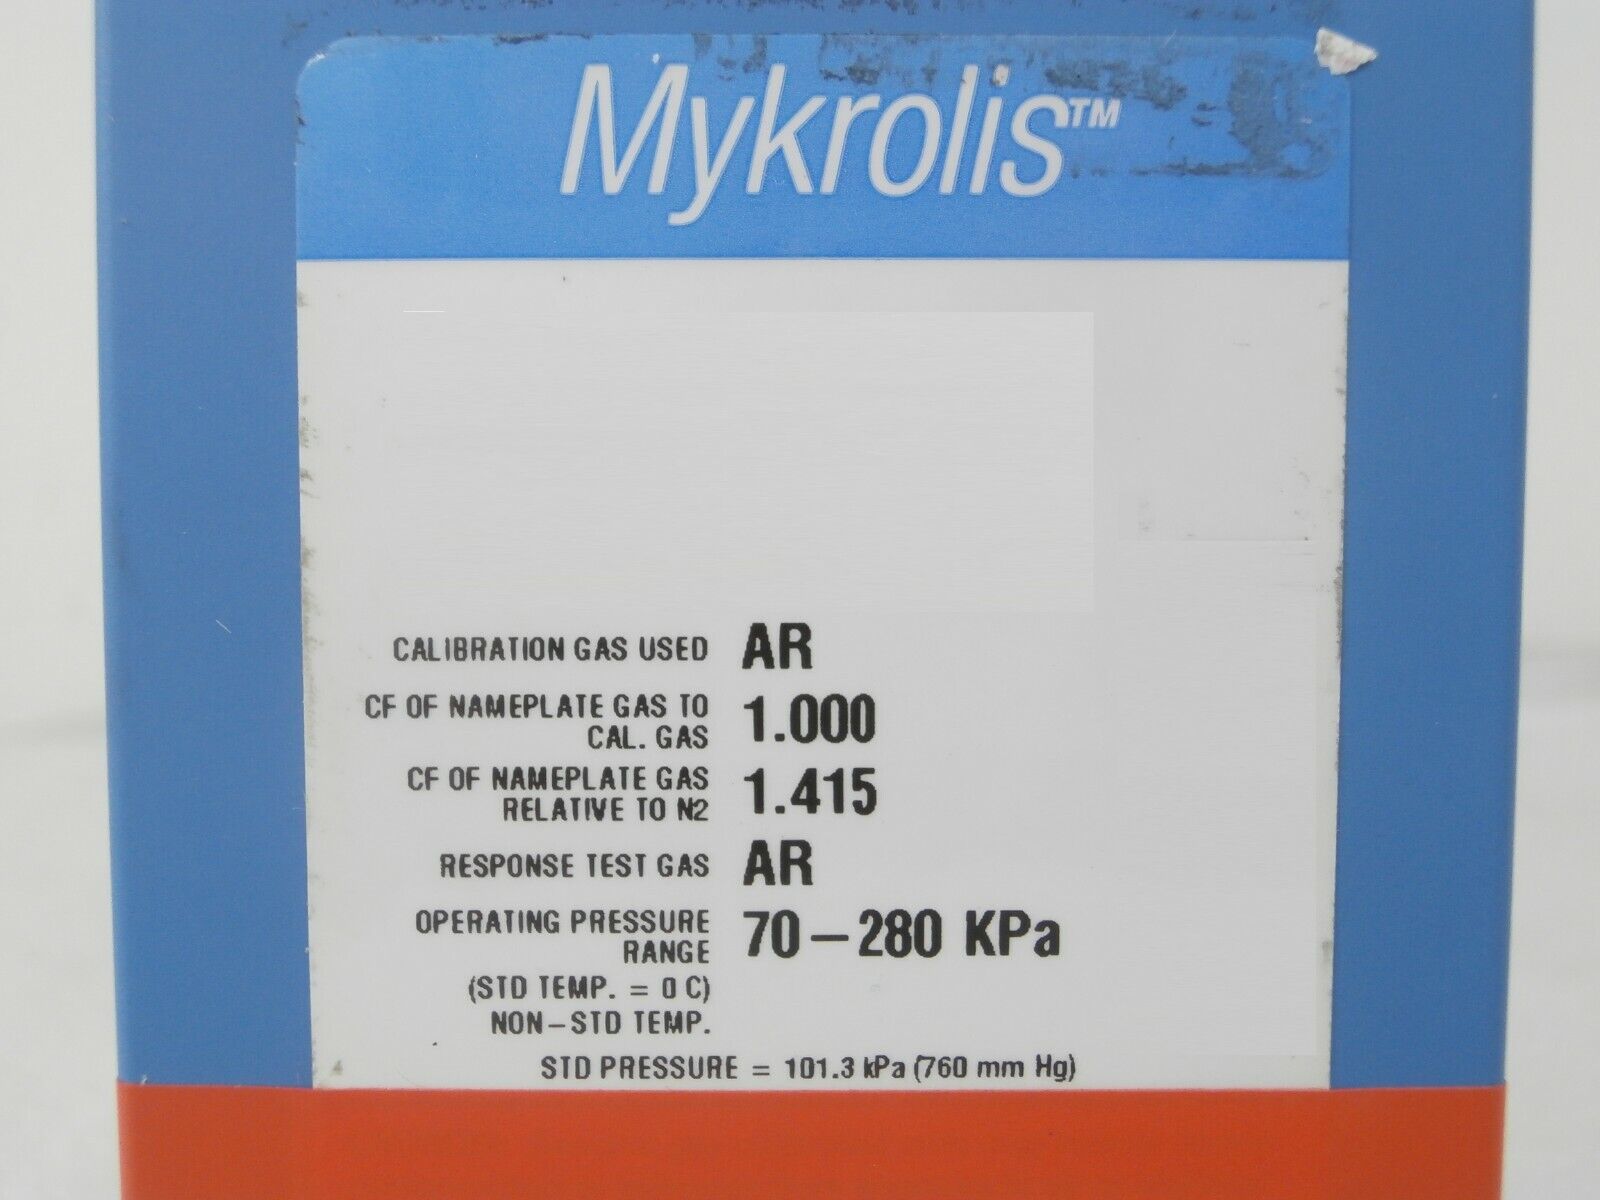 Mykrolis™
CALIBRATION GAS USED AR
CF OF NAMEPLATE GAS TO CAL. GAS 1.000
CF OF NAMEPLATE GAS RELATIVE TO N2 1.415
RESPONSE TEST GAS AR
OPERATING PRESSURE RANGE 70–280 KPa
(STD TEMP. = 0 C)
NON–STD TEMP.
STD PRESSURE = 101.3 kPa (760 mm Hg)